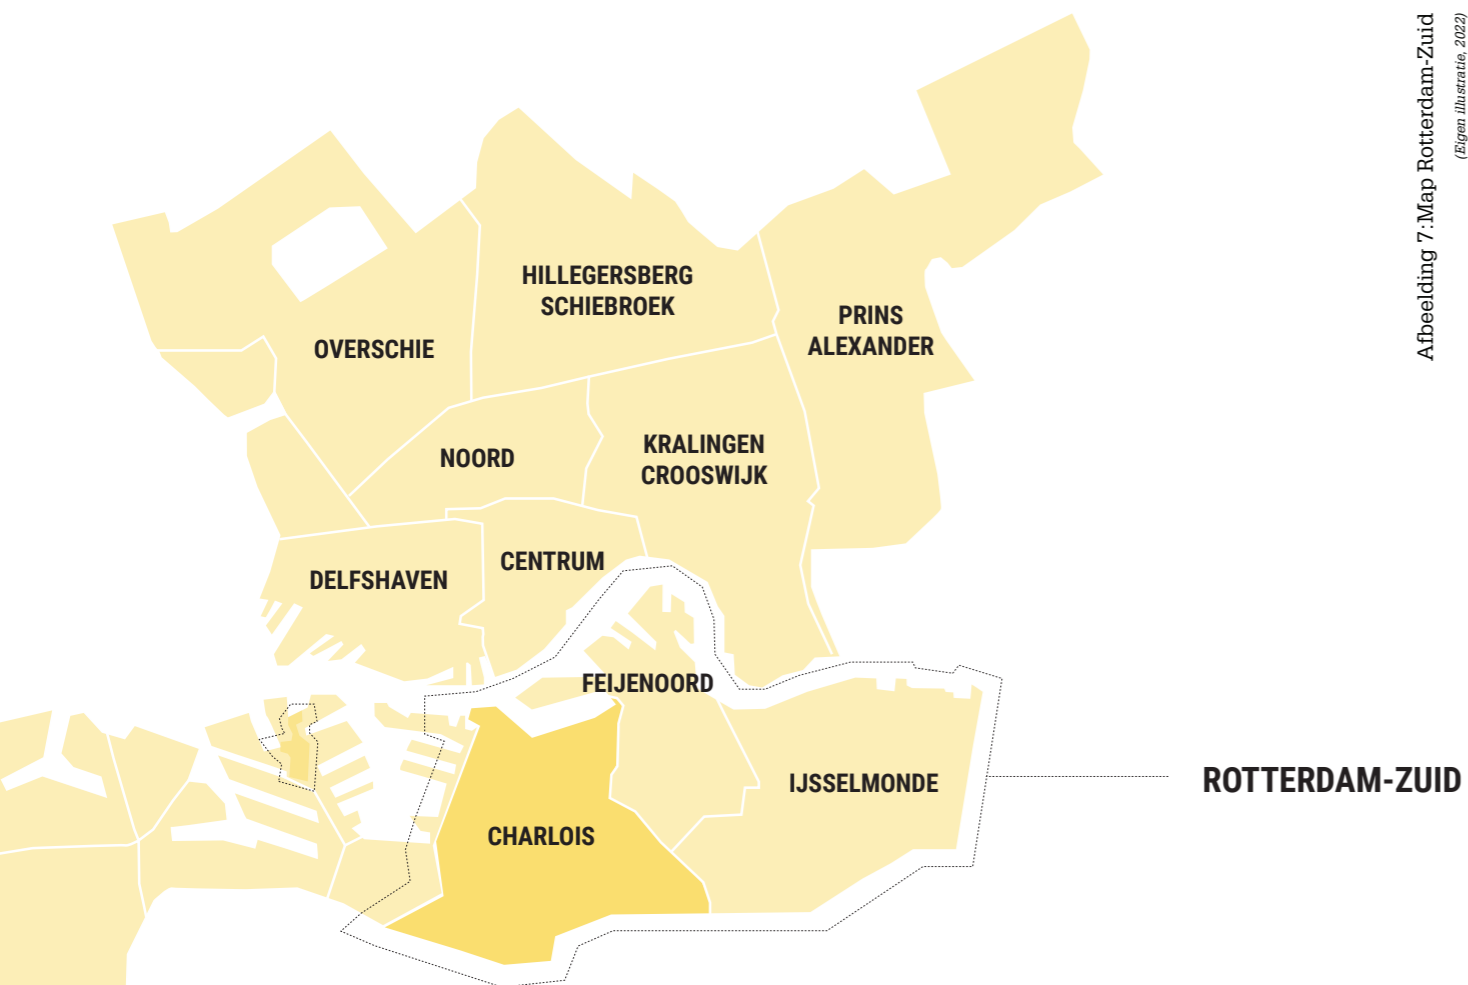 HILLEGERSBERG
SCHIEBROEK
PRINS
ALEXANDER
OVERSCHIE
NOORD
KRALINGEN
CROOSWIJK
CENTRUM
DELFSHAVEN
FEIJENOORD
IJSSELMONDE
CHARLOIS
ROTTERDAM-ZUID
Afbeelding 7:Map Rotterdam-Zuid
(Eigen illustratie, 2022)